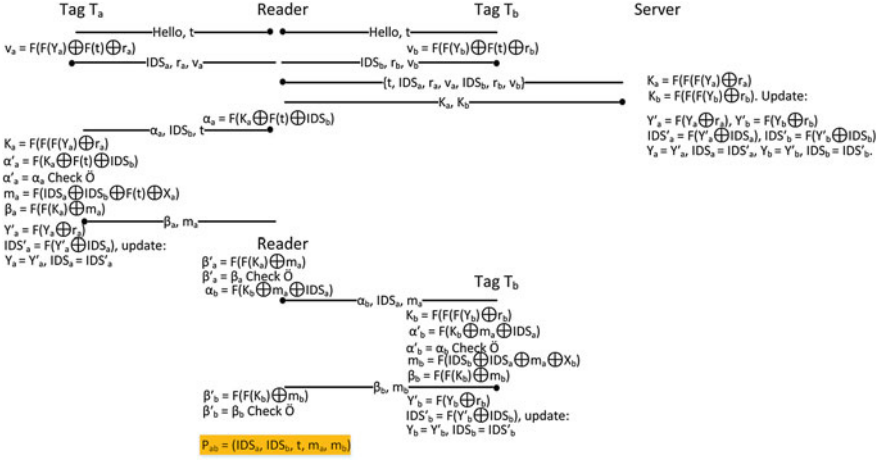 Tag Tₐ Reader Tag T_b Server
Hello, t Hello, t
vₐ = F(F(Yₐ)⊕F(t)⊕rₐ) v_b = F(F(Y_b)⊕F(t)⊕r_b)
IDSₐ, rₐ, vₐ IDS_b, r_b, v_b
{t, IDSₐ, rₐ, vₐ, IDS_b, r_b, v_b}
Kₐ = F(F(F(Yₐ)⊕rₐ)
Kₐ, K_b
K_b = F(F(F(Y_b)⊕r_b). Update:
αₐ = F(Kₐ⊕F(t)⊕IDS_b)
Y'ₐ = F(Yₐ⊕rₐ), Y'_b = F(Y_b⊕r_b)
αₐ, IDS_b, t
IDS'ₐ = F(Y'ₐ⊕IDSₐ), IDS'_b = F(Y'_b⊕IDS_b)
Yₐ = Y'ₐ, IDSₐ = IDS'ₐ, Y_b = Y'_b, IDS_b = IDS'_b.
Kₐ = F(F(F(Yₐ)⊕rₐ)
α'ₐ = F(Kₐ⊕F(t)⊕IDS_b)
α'ₐ = αₐ Check Ö
mₐ = F(IDSₐ⊕IDS_b⊕F(t)⊕Xₐ)
βₐ = F(F(Kₐ)⊕mₐ)
βₐ, mₐ
Y'ₐ = F(Yₐ⊕rₐ)
IDS'ₐ = F(Y'ₐ⊕IDSₐ), update:
Yₐ = Y'ₐ, IDSₐ = IDS'ₐ
Reader
β'ₐ = F(F(Kₐ)⊕mₐ)
β'ₐ = βₐ Check Ö
Tag T_b
α_b = F(K_b⊕mₐ⊕IDSₐ)
α_b, IDSₐ, mₐ
K_b = F(F(F(Y_b)⊕r_b)
α'_b = F(K_b⊕mₐ⊕IDSₐ)
α'_b = α_b Check Ö
m_b = F(IDS_b⊕IDSₐ⊕mₐ⊕X_b)
β_b = F(F(K_b)⊕m_b)
β_b, m_b
β'_b = F(F(K_b)⊕m_b)
β'_b = β_b Check Ö
Y'_b = F(Y_b⊕r_b)
IDS'_b = F(Y'_b⊕IDS_b), update:
Y_b = Y'_b, IDS_b = IDS'_b
P_ab = (IDSₐ, IDS_b, t, mₐ, m_b)